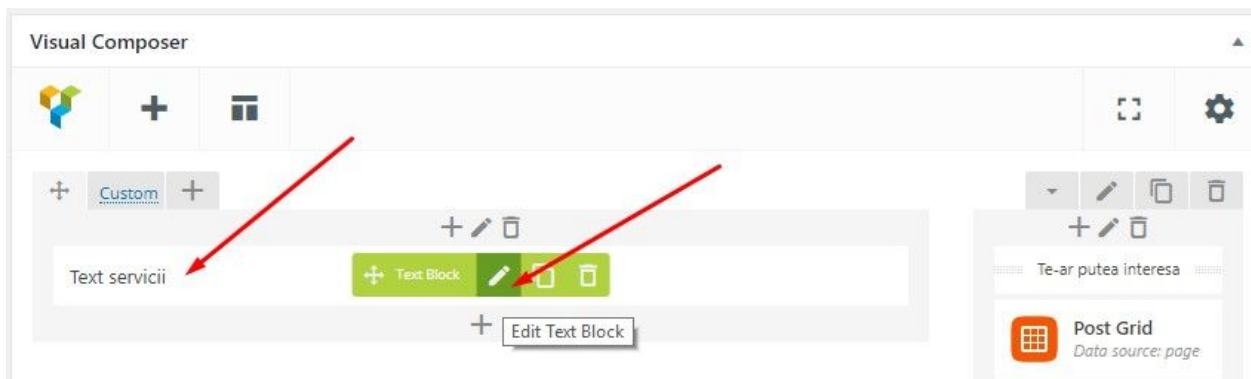 Visual Composer
Custom
Text servicii
Text Block
Edit Text Block
Te-ar putea interesa
Post Grid
Data source: page